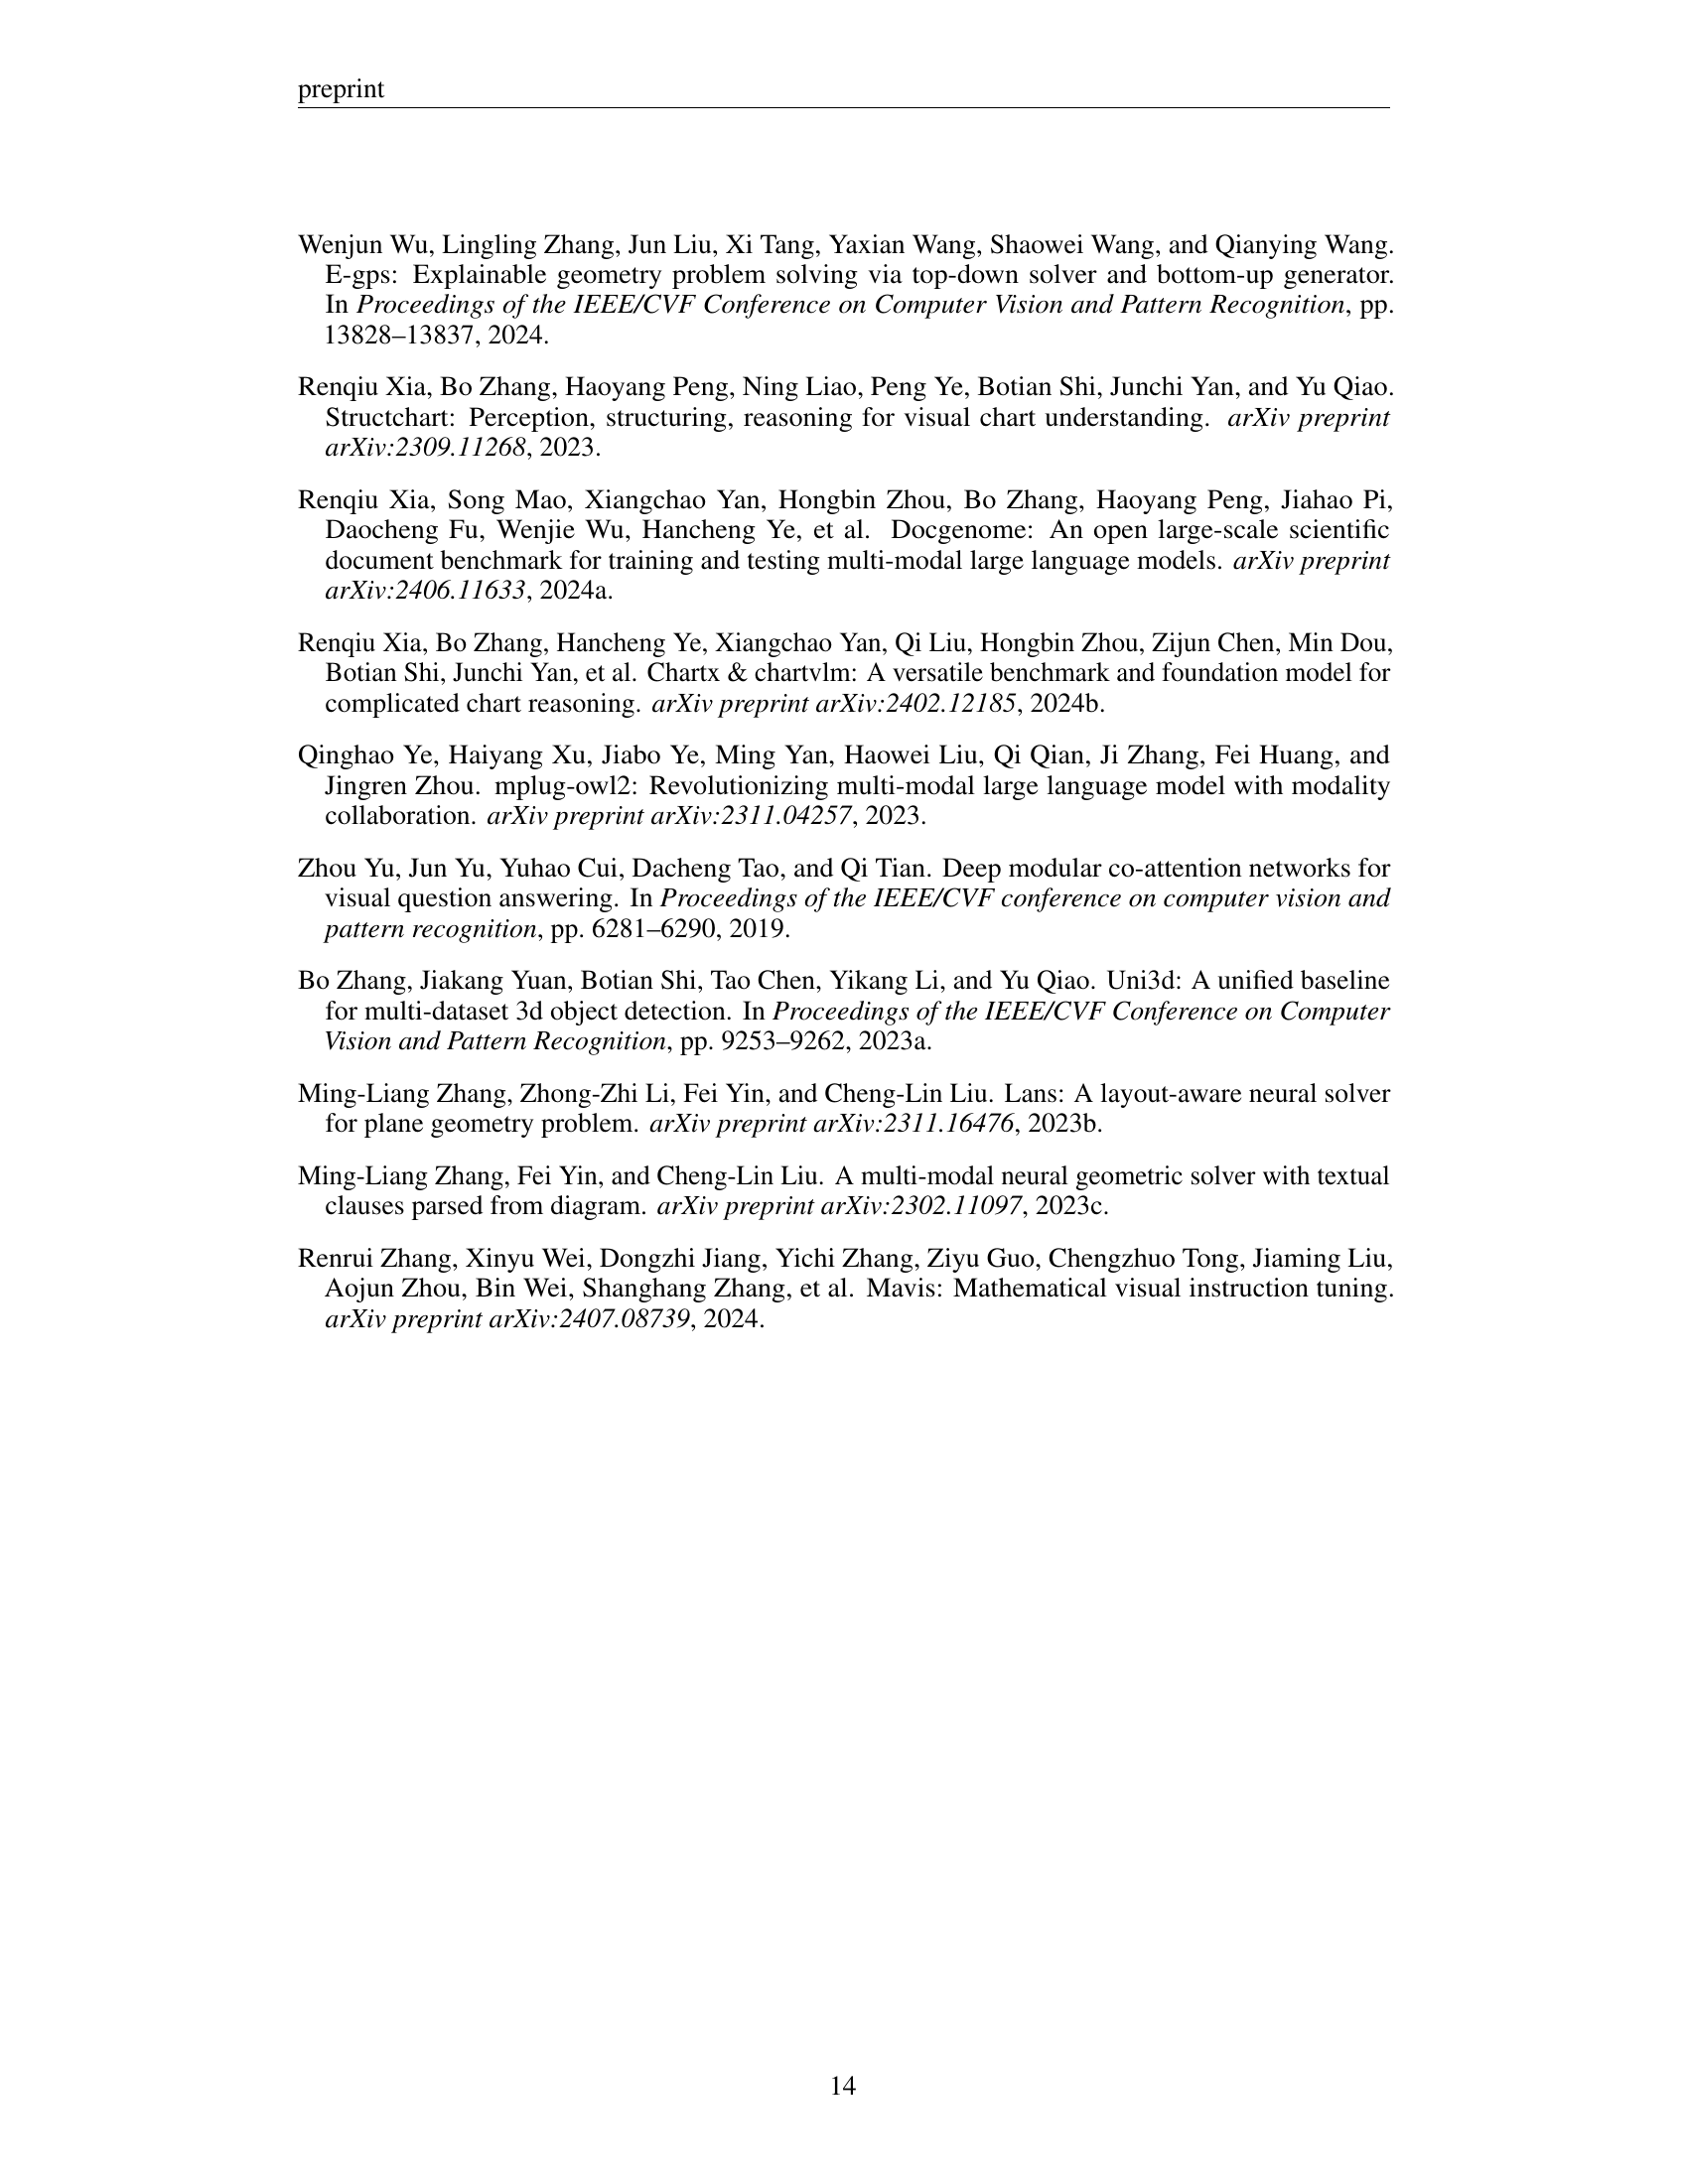 preprint
Wenjun Wu, Lingling Zhang, Jun Liu, Xi Tang, Yaxian Wang, Shaowei Wang, and Qianying Wang.
E-gps: Explainable geometry problem solving via top-down solver and bottom-up generator.
In Proceedings of the IEEE/CVF Conference on Computer Vision and Pattern Recognition, pp.
13828–13837, 2024.
Renqiu Xia, Bo Zhang, Haoyang Peng, Ning Liao, Peng Ye, Botian Shi, Junchi Yan, and Yu Qiao.
Structchart: Perception, structuring, reasoning for visual chart understanding. arXiv preprint
arXiv:2309.11268, 2023.
Renqiu Xia, Song Mao, Xiangchao Yan, Hongbin Zhou, Bo Zhang, Haoyang Peng, Jiahao Pi,
Daocheng Fu, Wenjie Wu, Hancheng Ye, et al. Docgenome: An open large-scale scientific
document benchmark for training and testing multi-modal large language models. arXiv preprint
arXiv:2406.11633, 2024a.
Renqiu Xia, Bo Zhang, Hancheng Ye, Xiangchao Yan, Qi Liu, Hongbin Zhou, Zijun Chen, Min Dou,
Botian Shi, Junchi Yan, et al. Chartx & chartvlm: A versatile benchmark and foundation model for
complicated chart reasoning. arXiv preprint arXiv:2402.12185, 2024b.
Qinghao Ye, Haiyang Xu, Jiabo Ye, Ming Yan, Haowei Liu, Qi Qian, Ji Zhang, Fei Huang, and
Jingren Zhou. mplug-owl2: Revolutionizing multi-modal large language model with modality
collaboration. arXiv preprint arXiv:2311.04257, 2023.
Zhou Yu, Jun Yu, Yuhao Cui, Dacheng Tao, and Qi Tian. Deep modular co-attention networks for
visual question answering. In Proceedings of the IEEE/CVF conference on computer vision and
pattern recognition, pp. 6281–6290, 2019.
Bo Zhang, Jiakang Yuan, Botian Shi, Tao Chen, Yikang Li, and Yu Qiao. Uni3d: A unified baseline
for multi-dataset 3d object detection. In Proceedings of the IEEE/CVF Conference on Computer
Vision and Pattern Recognition, pp. 9253–9262, 2023a.
Ming-Liang Zhang, Zhong-Zhi Li, Fei Yin, and Cheng-Lin Liu. Lans: A layout-aware neural solver
for plane geometry problem. arXiv preprint arXiv:2311.16476, 2023b.
Ming-Liang Zhang, Fei Yin, and Cheng-Lin Liu. A multi-modal neural geometric solver with textual
clauses parsed from diagram. arXiv preprint arXiv:2302.11097, 2023c.
Renrui Zhang, Xinyu Wei, Dongzhi Jiang, Yichi Zhang, Ziyu Guo, Chengzhuo Tong, Jiaming Liu,
Aojun Zhou, Bin Wei, Shanghang Zhang, et al. Mavis: Mathematical visual instruction tuning.
arXiv preprint arXiv:2407.08739, 2024.
14